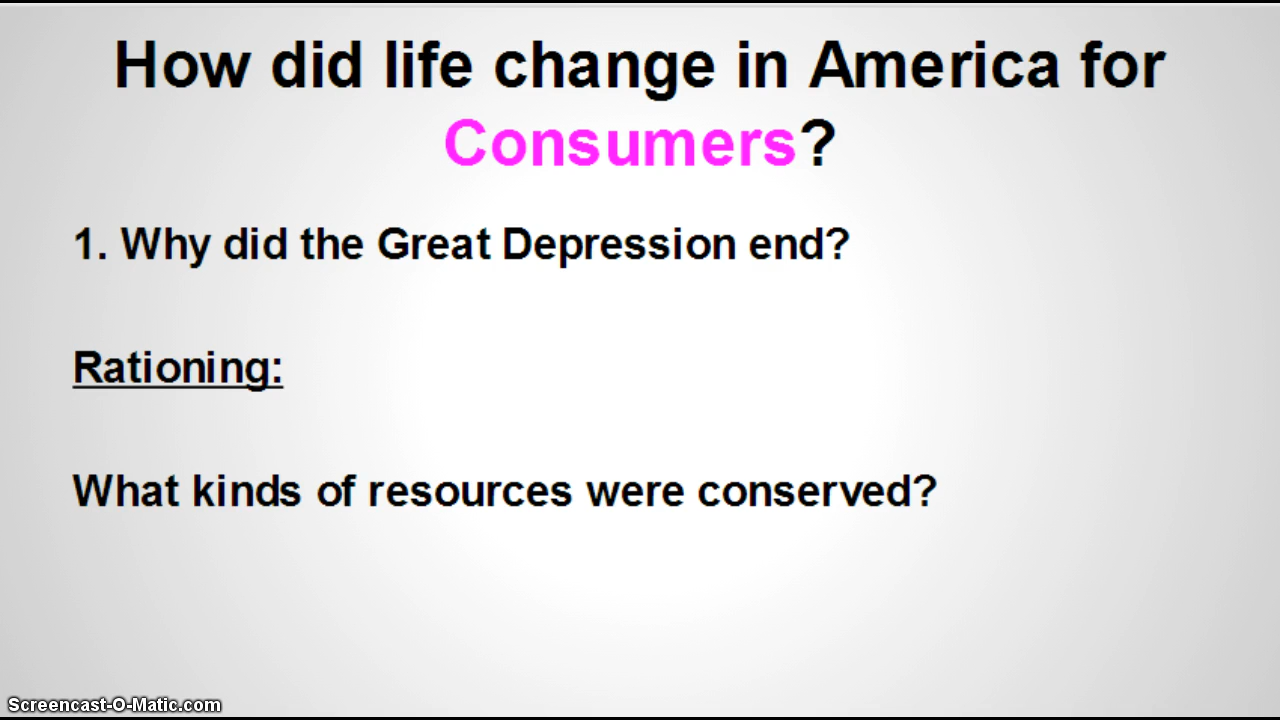 How did life change in America for
Consumers?
1. Why did the Great Depression end?
Rationing:
What kinds of resources were conserved?
Screencast-O-Matic.com